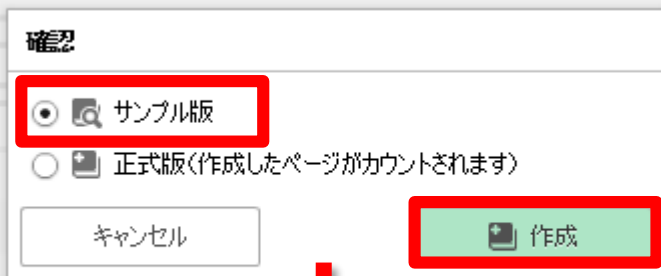 確認
サンプル版
正式版(作成したページがカウントされます)
キャンセル
作成